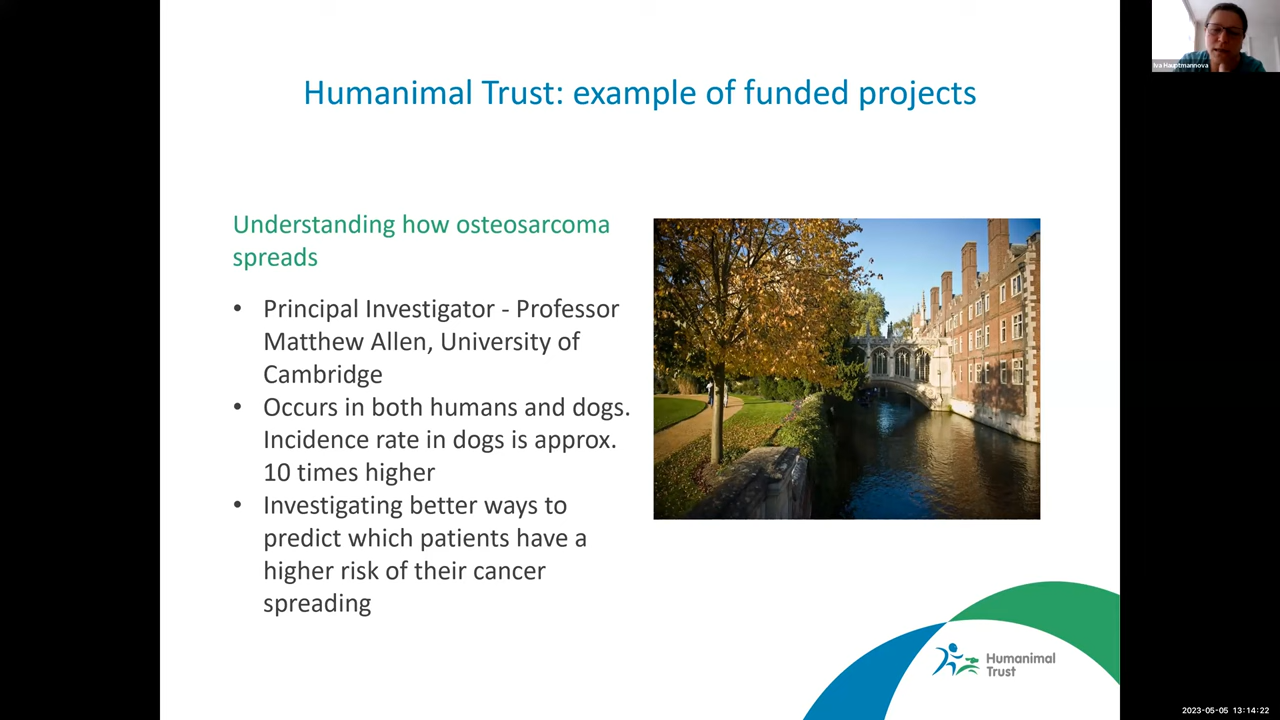 Iva Hauptmannova
Humanimal Trust: example of funded projects
Understanding how osteosarcoma
spreads
• Principal Investigator - Professor
Matthew Allen, University of
Cambridge
• Occurs in both humans and dogs.
Incidence rate in dogs is approx.
10 times higher
• Investigating better ways to
predict which patients have a
higher risk of their cancer
spreading
Humanimal
Trust
2023-05-05 13:14:22